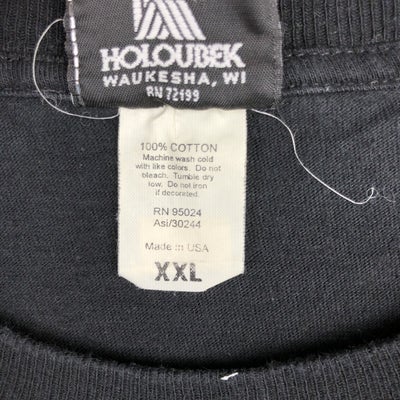 HOLOUBEK
WAUKESHA, WI
RN 72199
100% COTTON
Machine wash cold
with like colors. Do not
bleach. Tumble dry
low. Do not iron
if decorated.
RN 95024
Asi/30244
Made in USA
XXL